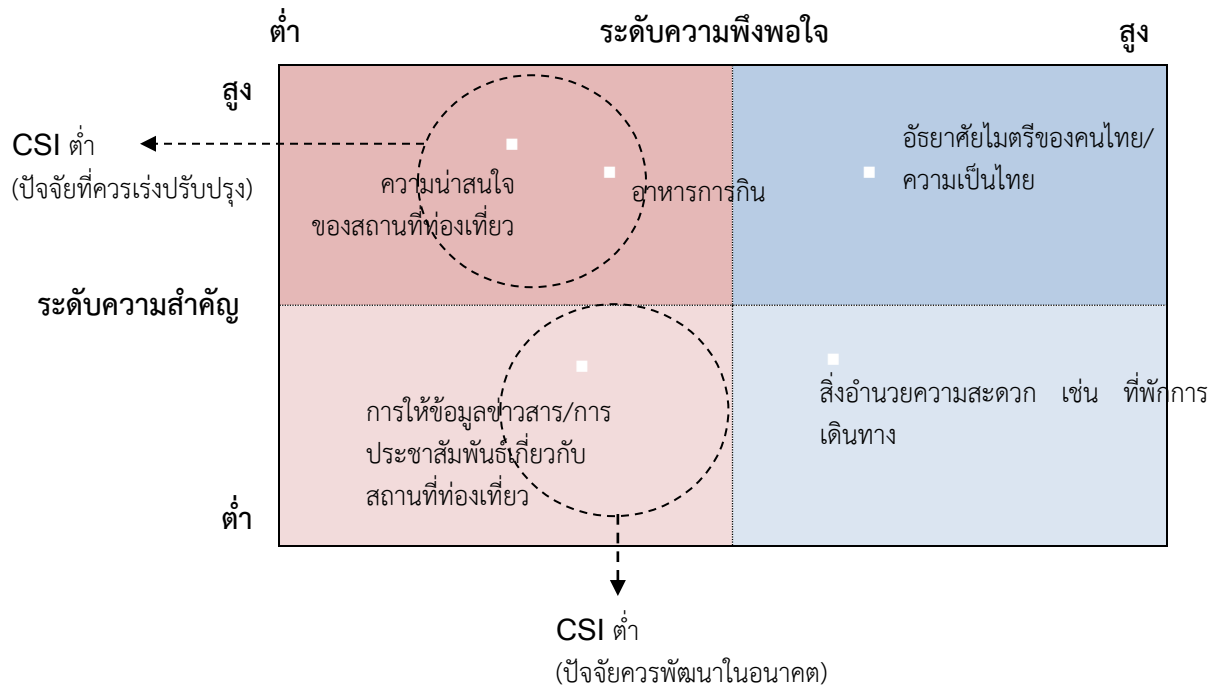 ต่ำ ระดับความพึงพอใจ สูง
สูง
CSI ต่ำ
(ปัจจัยที่ควรเร่งปรับปรุง)
ความน่าสนใจ
ของสถานที่ท่องเที่ยว
อาหารการกิน
อัธยาศัยไมตรีของคนไทย/
ความเป็นไทย
ระดับความสำคัญ
การให้ข้อมูลข่าวสาร/การ
ประชาสัมพันธ์เกี่ยวกับ
สถานที่ท่องเที่ยว
สิ่งอำนวยความสะดวก เช่น ที่พักการ
เดินทาง
ต่ำ
CSI ต่ำ
(ปัจจัยควรพัฒนาในอนาคต)